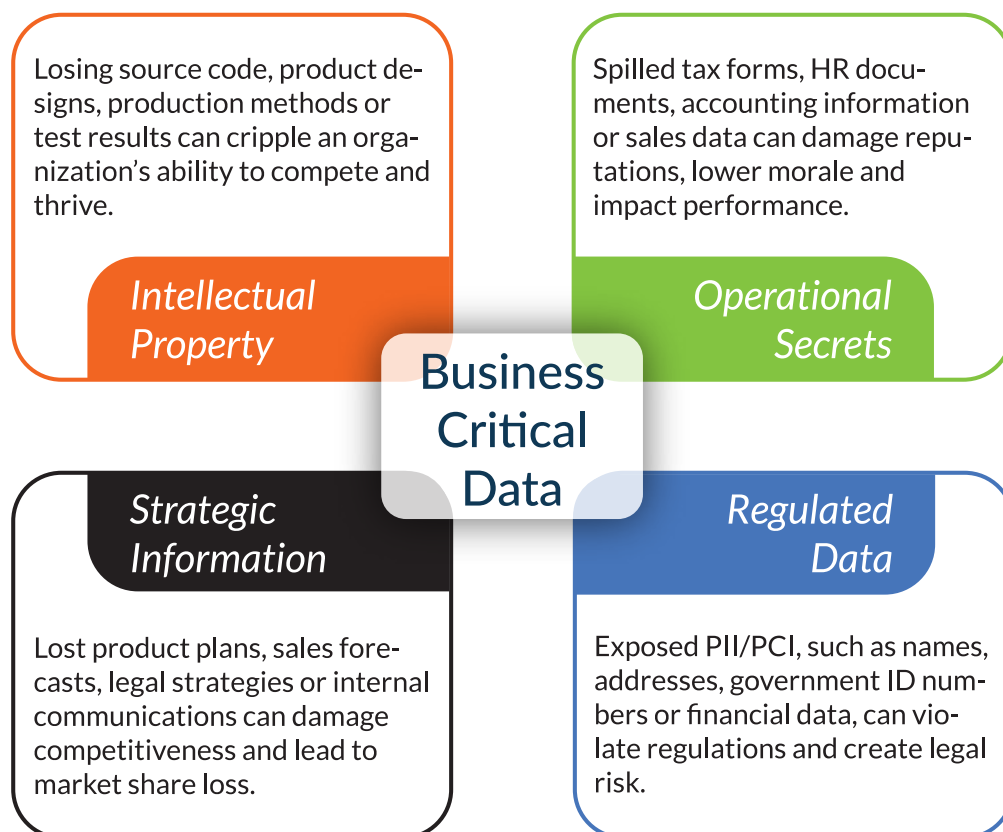 Losing source code, product de-
signs, production methods or
test results can cripple an orga-
nization’s ability to compete and
thrive.
Intellectual
Property
Spilled tax forms, HR docu-
ments, accounting information
or sales data can damage repu-
tations, lower morale and
impact performance.
Operational
Secrets
Business
Critical
Data
Strategic
Information
Lost product plans, sales fore-
casts, legal strategies or internal
communications can damage
competitiveness and lead to
market share loss.
Regulated
Data
Exposed PII/PCI, such as names,
addresses, government ID num-
bers or financial data, can vio-
late regulations and create legal
risk.